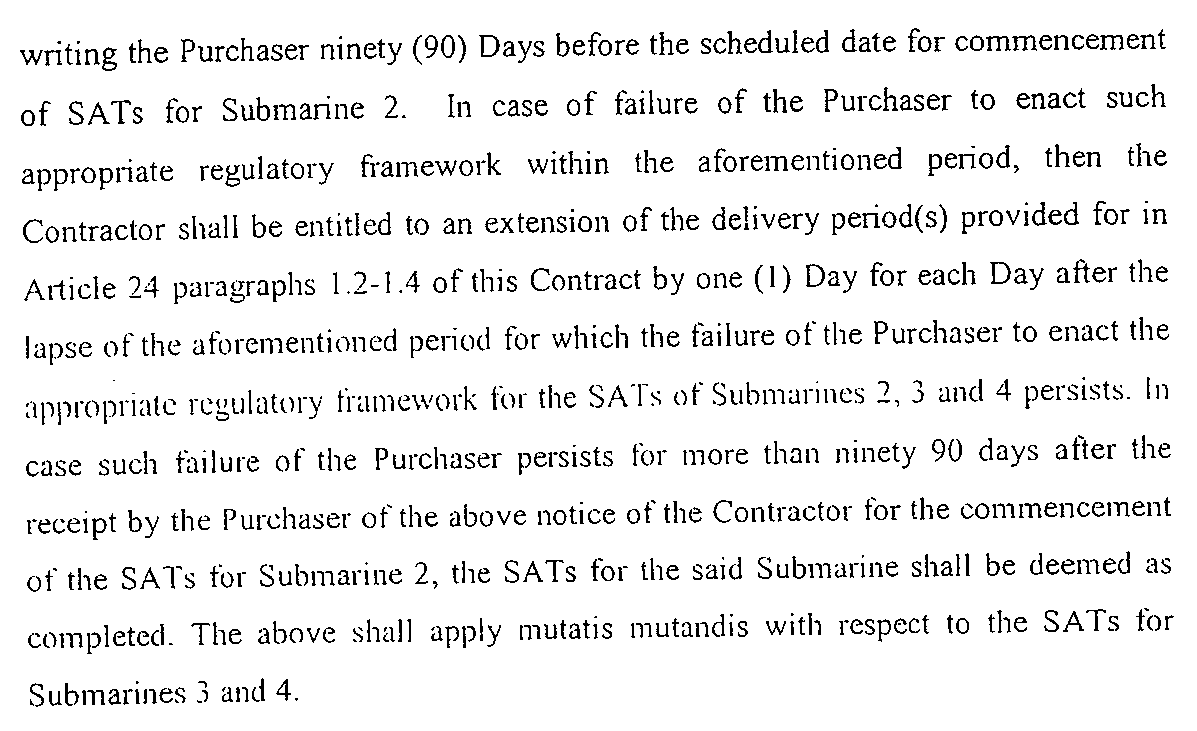 writing the Purchaser ninety (90) Days before the scheduled date for commencement
of SATs for Submarine 2. In case of failure of the Purchaser to enact such
appropriate regulatory framework within the aforementioned period, then the
Contractor shall be entitled to an extension of the delivery period(s) provided for in
Article 24 paragraphs 1.2-1.4 of this Contract by one (1) Day for each Day after the
lapse of the aforementioned period for which the failure of the Purchaser to enact the
appropriate regulatory framework for the SATs of Submarines 2, 3 and 4 persists. In
case such failure of the Purchaser persists for more than ninety 90 days after the
receipt by the Purchaser of the above notice of the Contractor for the commencement
of the SATs for Submarine 2, the SATs for the said Submarine shall be deemed as
completed. The above shall apply mutatis mutandis with respect to the SATs for
Submarines 3 and 4.